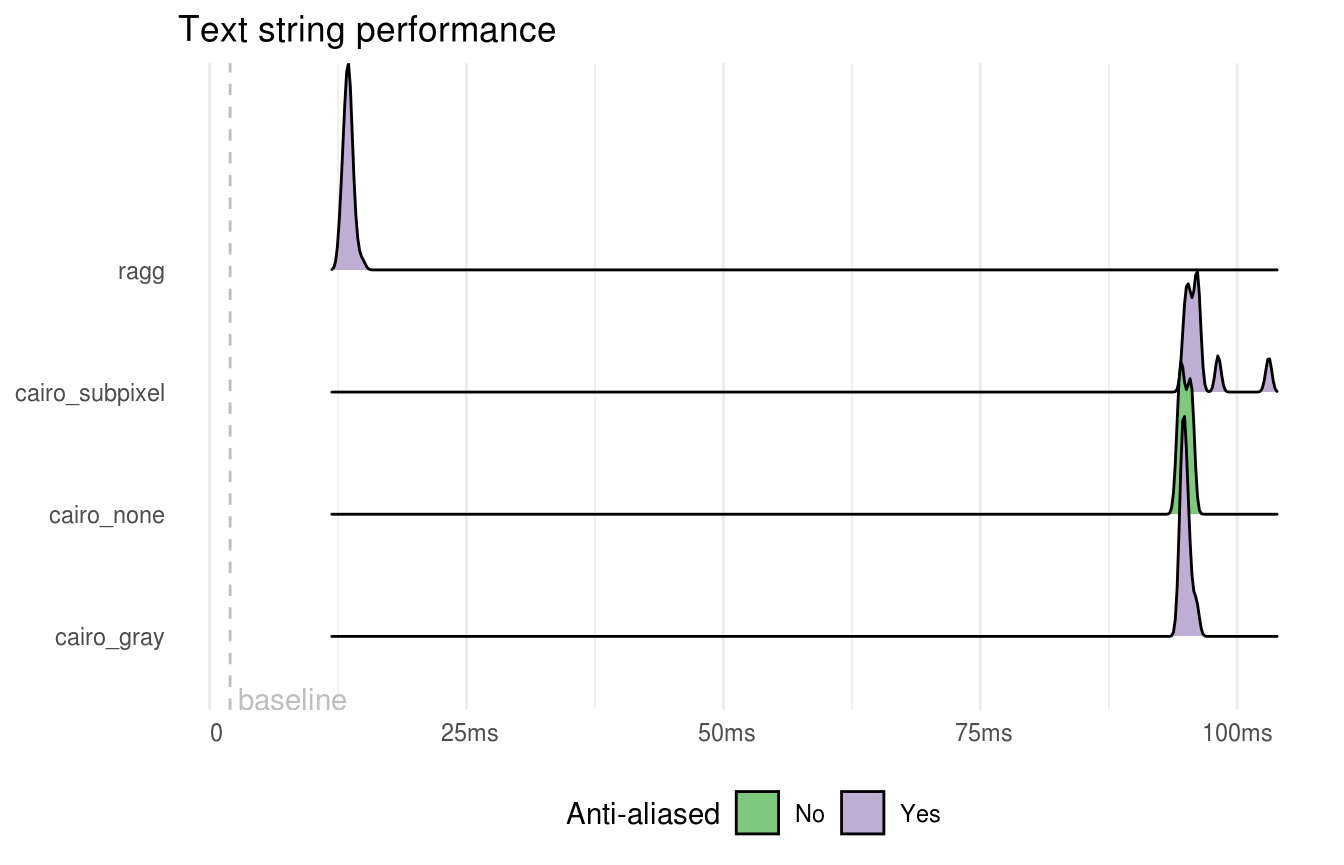 Text string performance
ragg
cairo_subpixel
cairo_none
cairo_gray
baseline
0 25ms 50ms 75ms 100ms
Anti-aliased No Yes